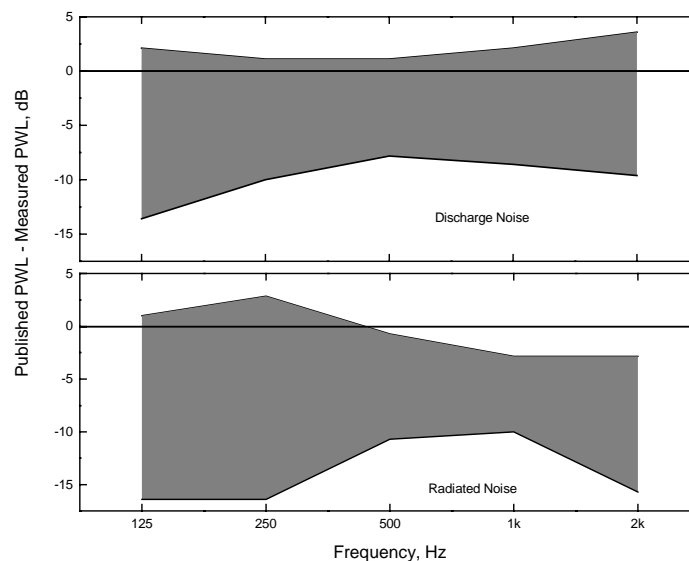 Published PWL - Measured PWL, dB
5
0
-5
-10
-15
Discharge Noise
5
0
-5
-10
-15
Radiated Noise
125 250 500 1k 2k
Frequency, Hz